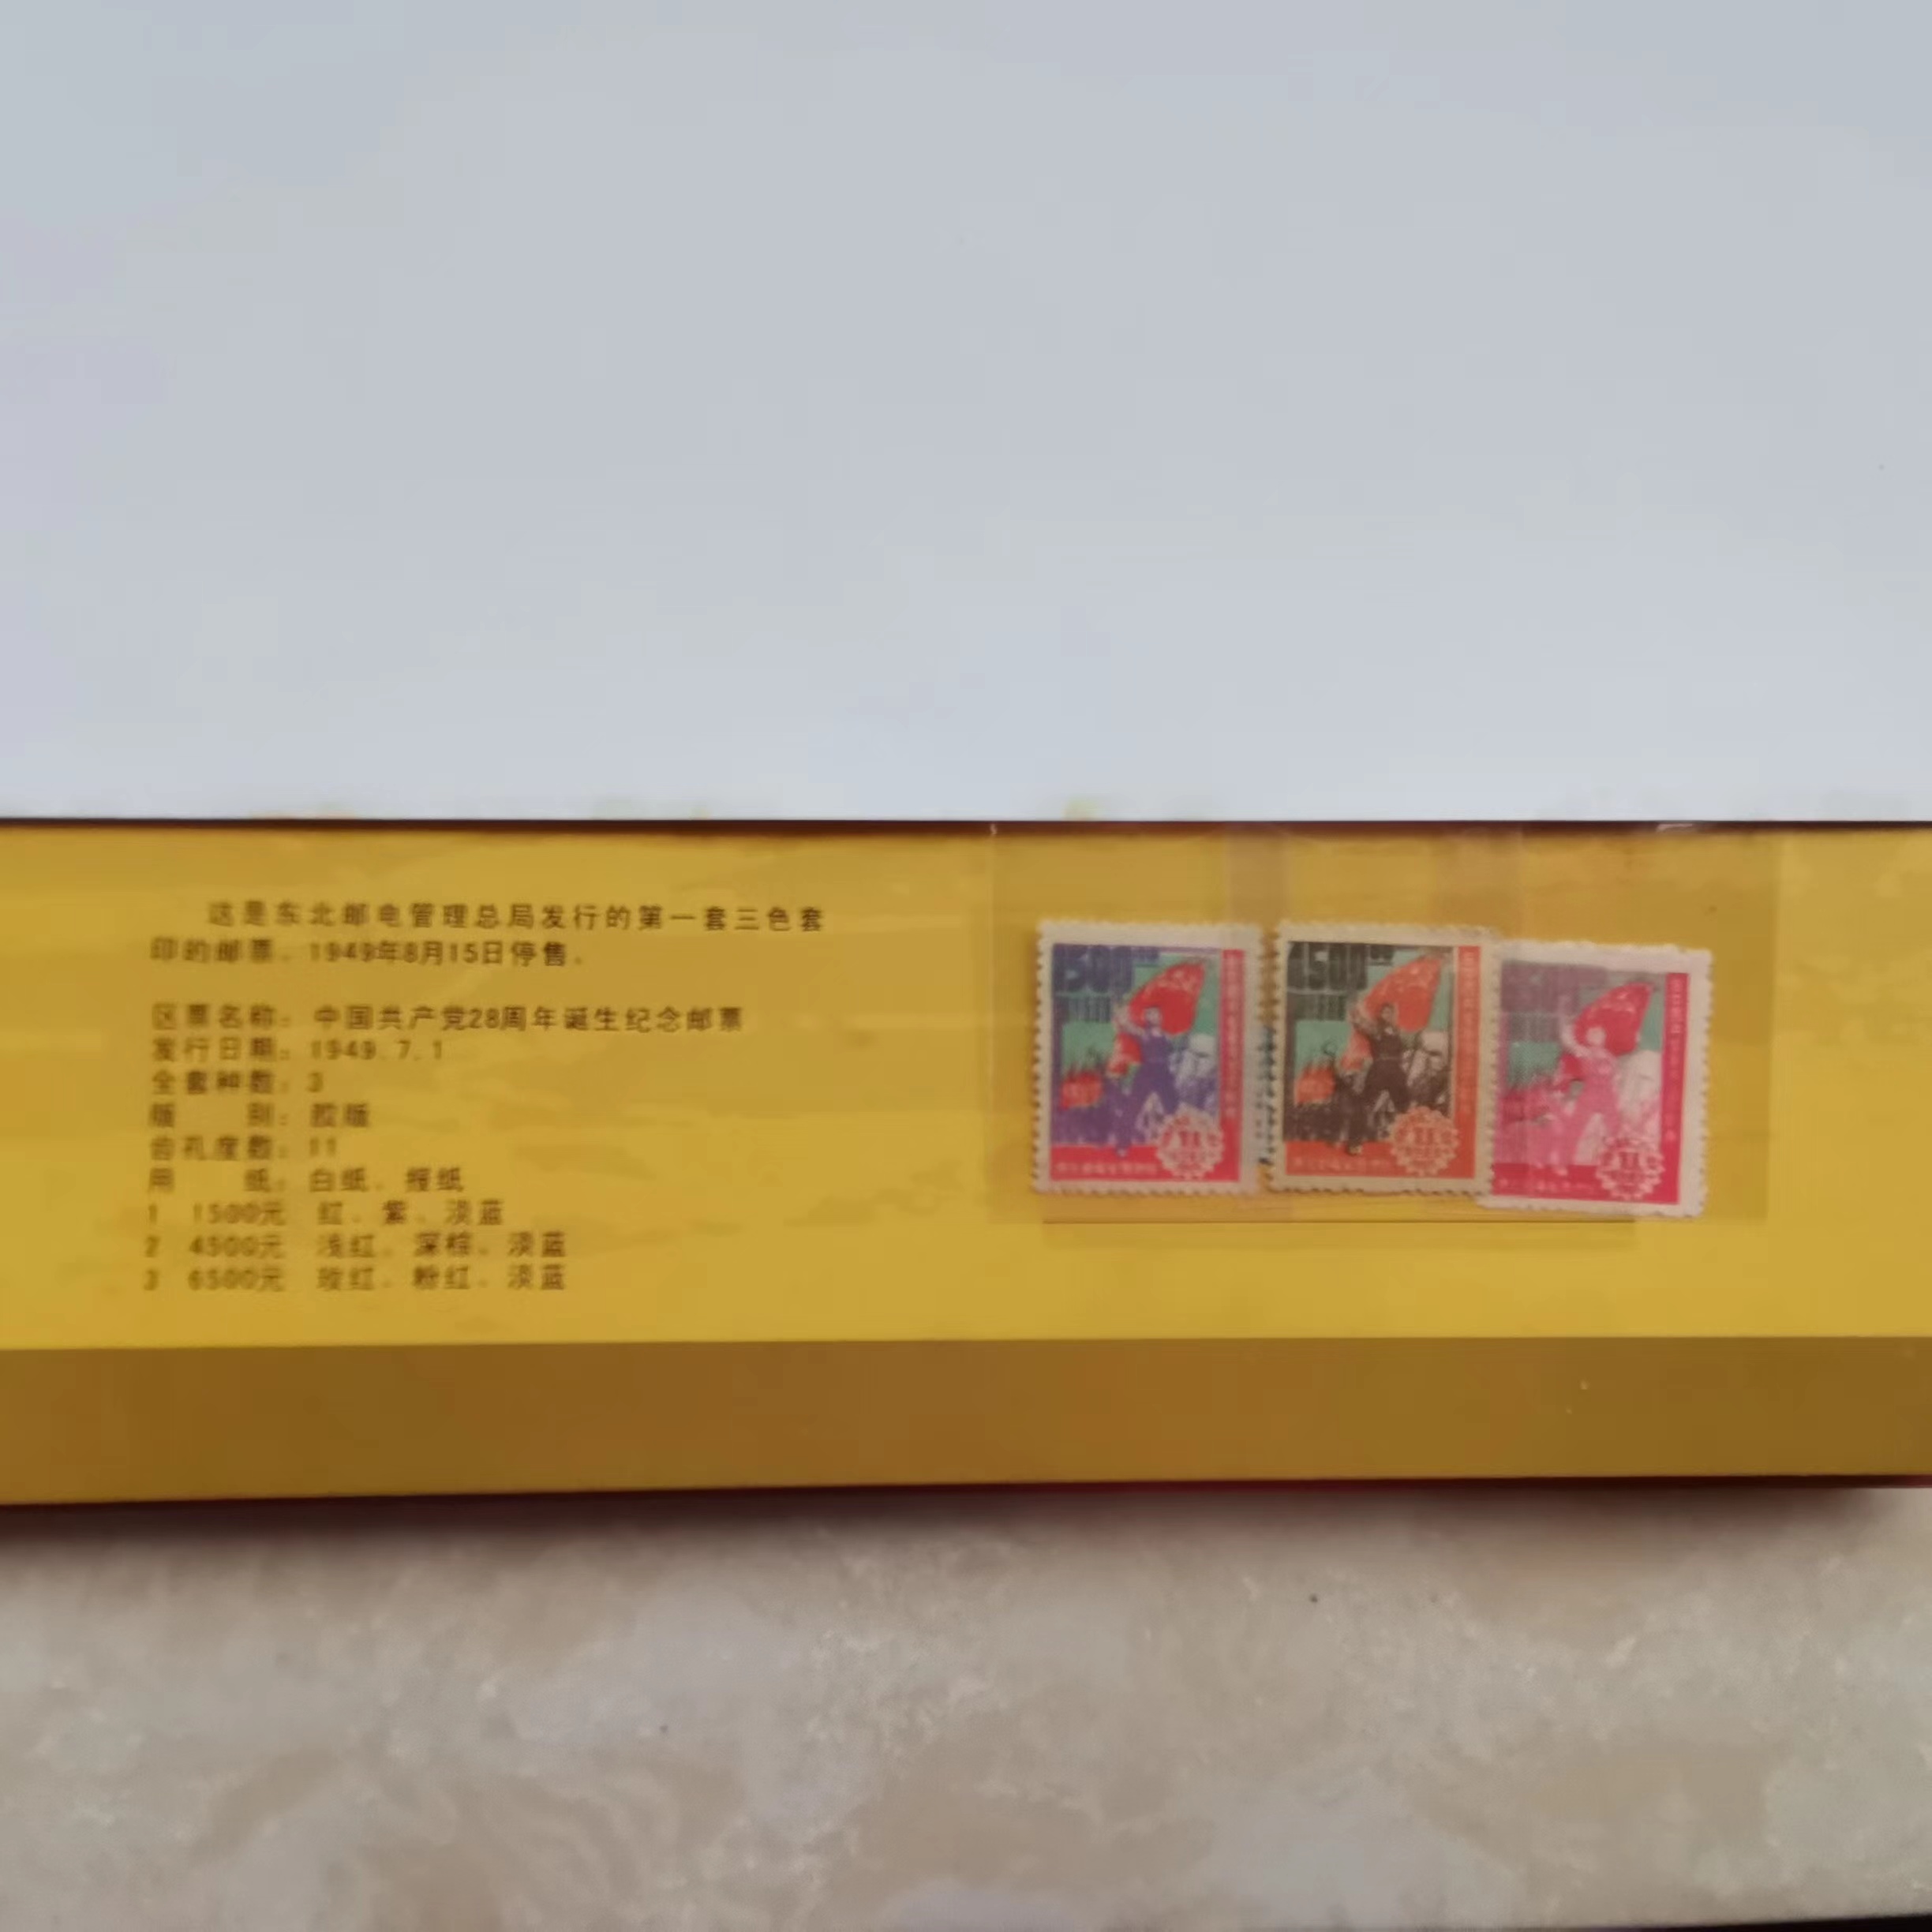 这是东北邮电管理总局发行的第一套三色套
印的邮票。1949年8月15日停售。
区票名称：中国共产党28周年诞生纪念邮票
发行日期：1949.7.1
全套种数：3
版 别：胶版
齿孔度数：11
用 纸：白纸、报纸
1 1500元 红、紫、淡蓝
2 4500元 浅红、深棕、淡蓝
3 6500元 玫红、粉红、淡蓝
1500
4500